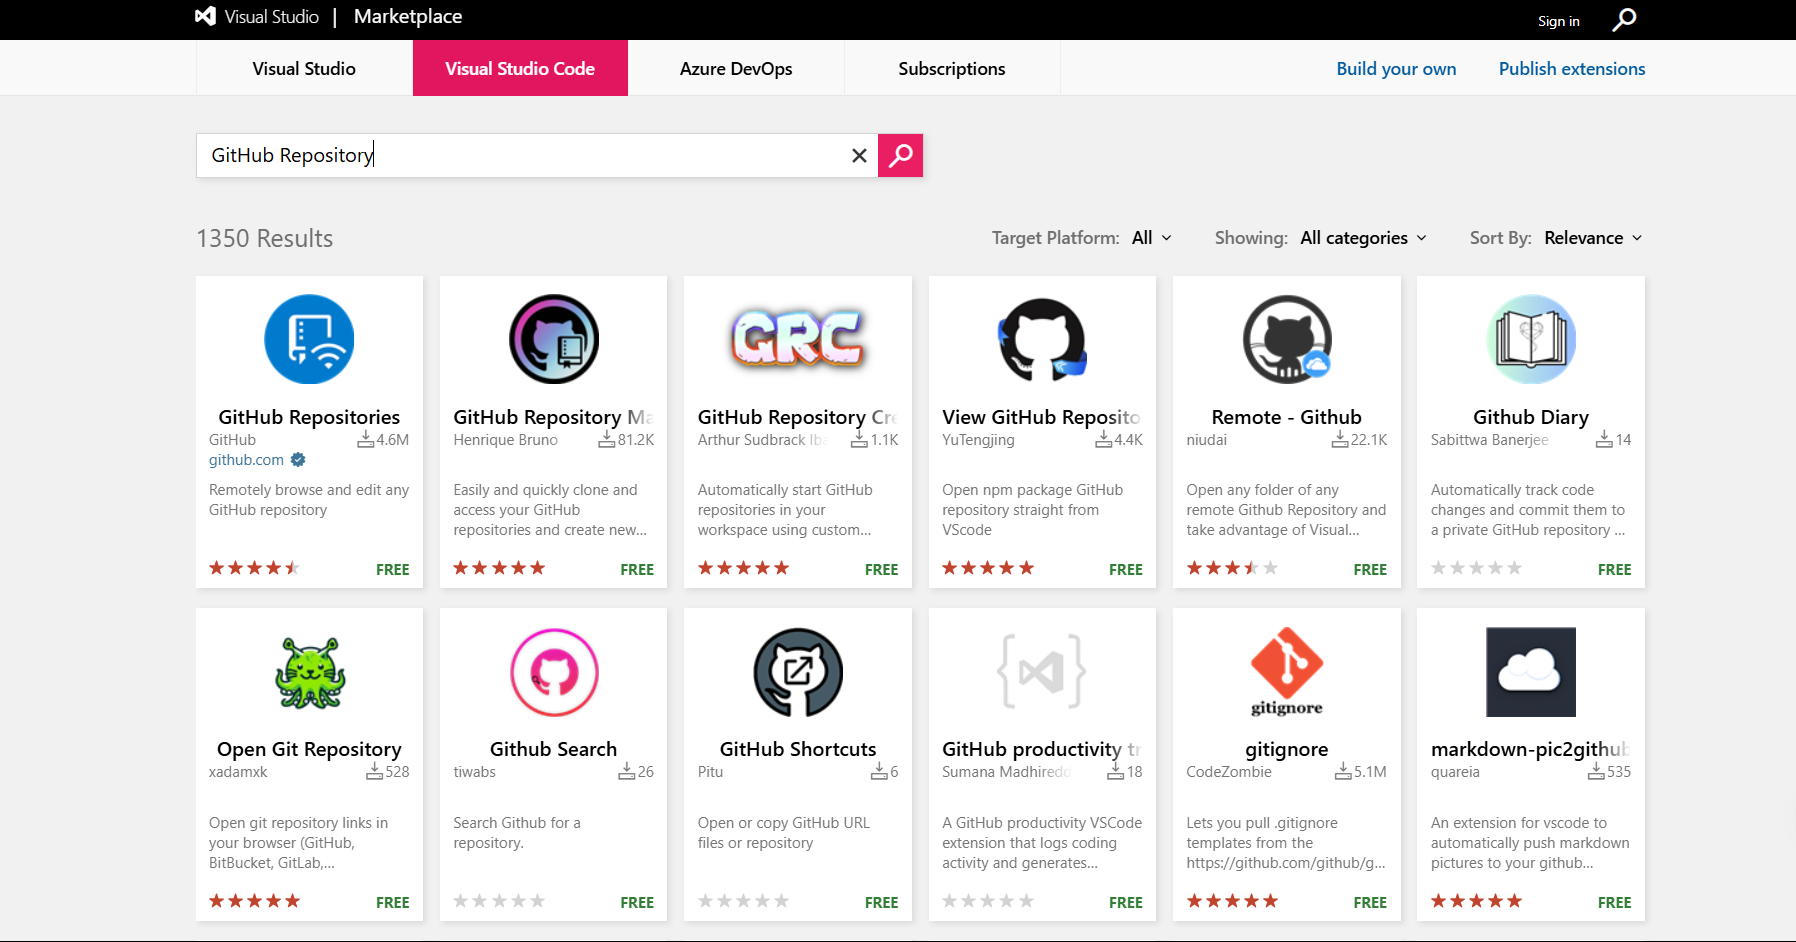 Visual Studio | Marketplace
Sign in
Visual Studio
Visual Studio Code
Azure DevOps
Subscriptions
Build your own
Publish extensions
GitHub Repository
1350 Results
Target Platform: All
Showing: All categories
Sort By: Relevance
GitHub Repositories
GitHub 4.6M
github.com
Remotely browse and edit any
GitHub repository
FREE
GitHub Repository Ma
Henrique Bruno 81.2K
Easily and quickly clone and
access your GitHub
repositories and create new...
FREE
GRC
GitHub Repository Cre
Arthur Sudbrack Iba 1.1K
Automatically start GitHub
repositories in your
workspace using custom...
FREE
View GitHub Reposito
YuTengjing 4.4K
Open npm package GitHub
repository straight from
VScode
FREE
Remote - Github
niudai 22.1K
Open any folder of any
remote Github Repository and
take advantage of Visual...
FREE
Github Diary
Sabittwa Banerjee 14
Automatically track code
changes and commit them to
a private GitHub repository ...
FREE
Open Git Repository
xadamxk 528
Open git repository links in
your browser (GitHub,
BitBucket, GitLab,...
FREE
Github Search
tiwabs 26
Search Github for a
repository.
FREE
GitHub Shortcuts
Pitu 6
Open or copy GitHub URL
files or repository
FREE
GitHub productivity tr
Sumana Madhiredd 18
A GitHub productivity VSCode
extension that logs coding
activity and generates...
FREE
gitignore
gitignore
CodeZombie 5.1M
Lets you pull .gitignore
templates from the
https://github.com/github/g...
FREE
markdown-pic2github
quareia 535
An extension for vscode to
automatically push markdown
pictures to your github...
FREE